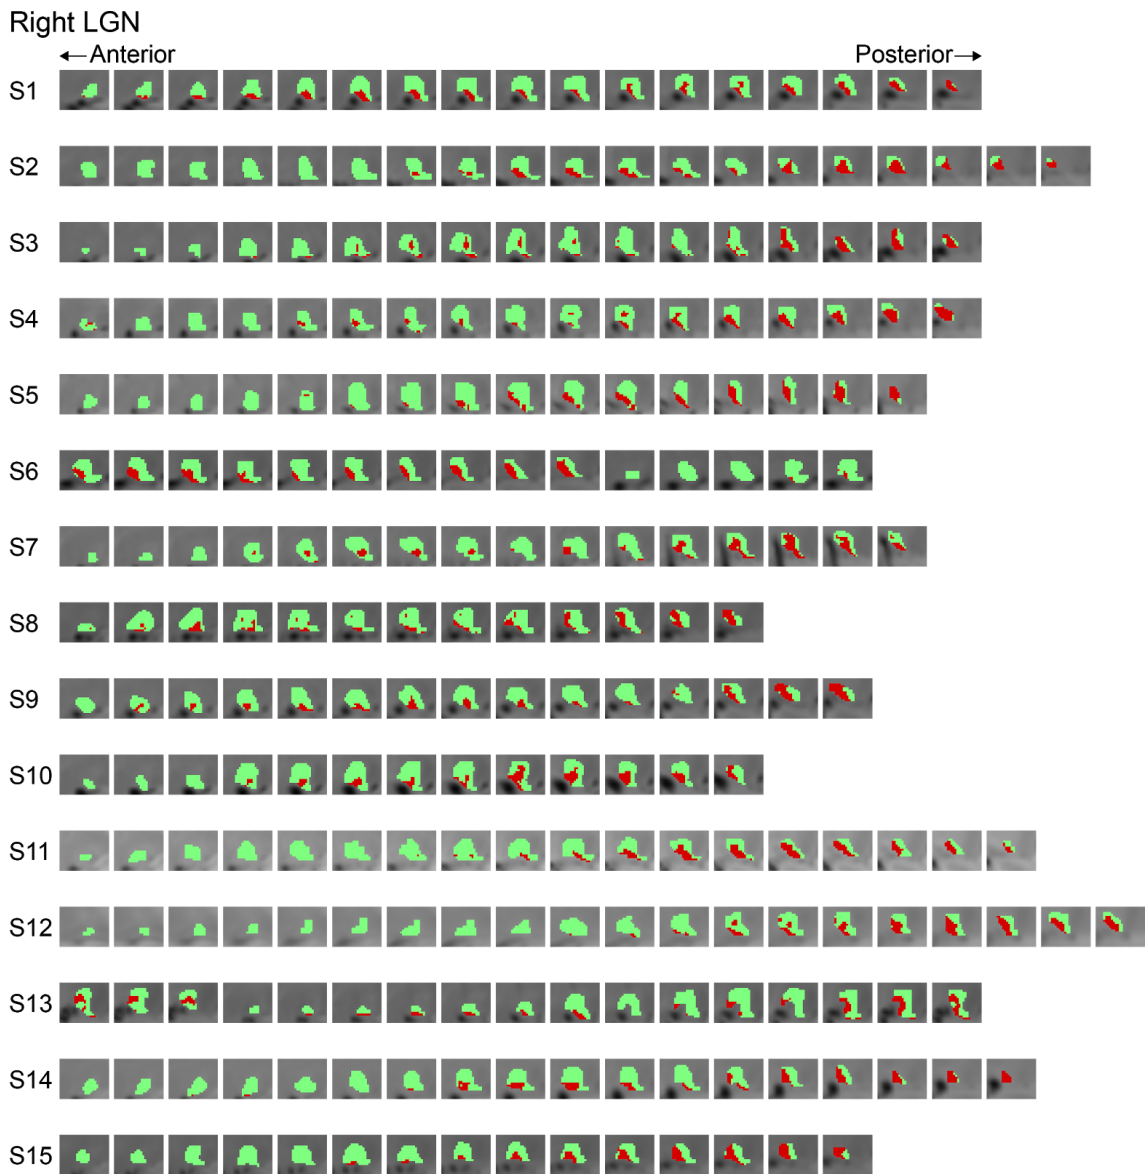 Right LGN
←Anterior Posterior→
S1
S2
S3
S4
S5
S6
S7
S8
S9
S10
S11
S12
S13
S14
S15